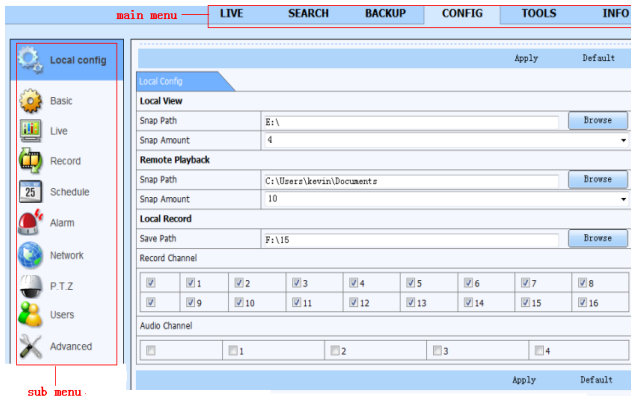 main menu LIVE SEARCH BACKUP CONFIG TOOLS INFO
Local config
Basic
Live
Record
25 Schedule
Alarm
Network
P.T.Z
Users
Advanced
sub menu
Apply Default
Local Config
Local View
Snap Path E:\ Browse
Snap Amount 4
Remote Playback
Snap Path C:\Users\kevin\Documents Browse
Snap Amount 10
Local Record
Save Path F:\15 Browse
Record Channel
1 2 3 4 5 6 7 8
9 10 11 12 13 14 15 16
Audio Channel
1 2 3 4
Apply Default